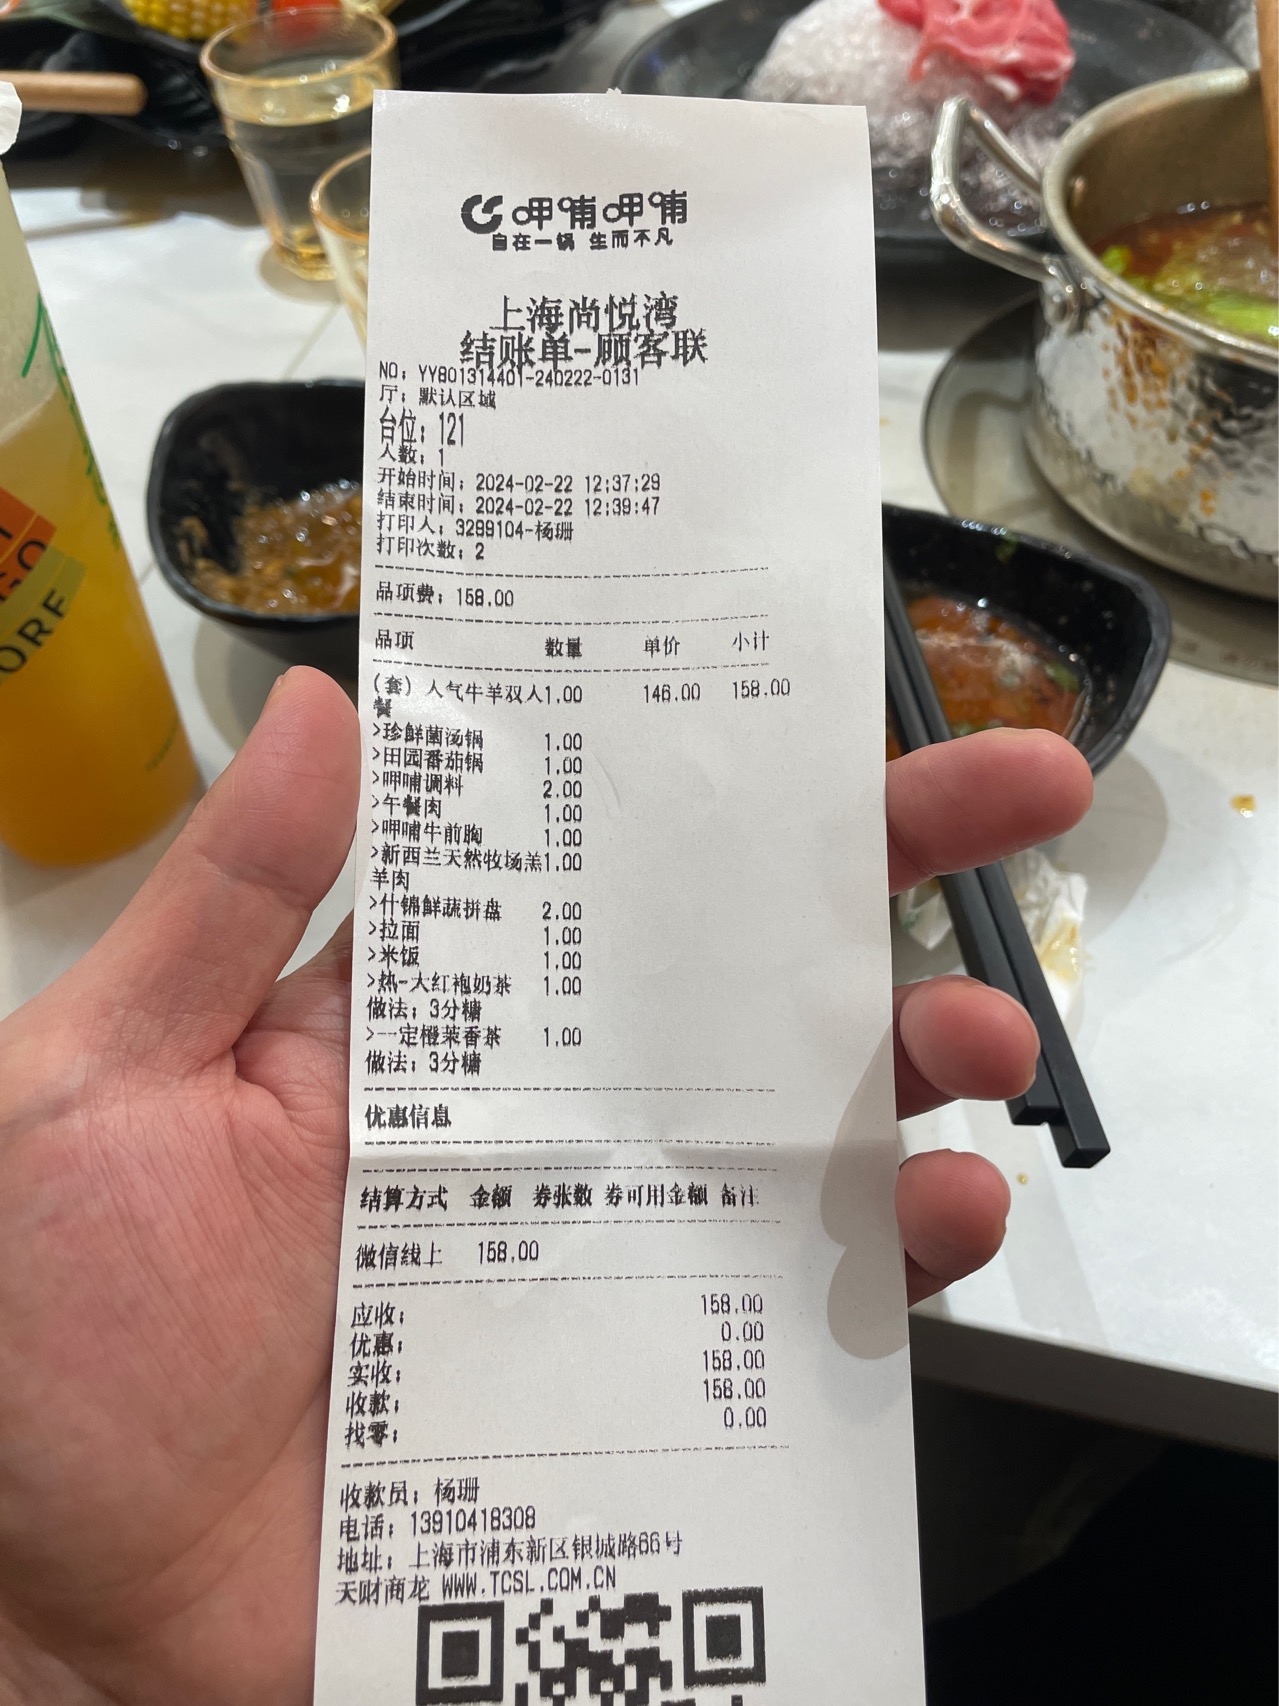 呷哺呷哺
自在一锅 生而不凡
上海尚悦湾
结账单-顾客联
NO: YY801314401-240222-0131
厅: 默认区域
台位: 121
人数: 1
开始时间: 2024-02-22 12:37:29
结束时间: 2024-02-22 12:39:47
打印人: 3289104-杨珊
打印次数: 2
品项费: 158.00
品项 数量 单价 小计
(套) 人气牛羊双人1.00 146.00 158.00
餐
>珍鲜菌汤锅 1.00
>田园番茄锅 1.00
>呷哺调料 2.00
>午餐肉 1.00
>呷哺牛前胸 1.00
>新西兰天然牧场羔1.00
羊肉
>什锦鲜蔬拼盘 2.00
>拉面 1.00
>米饭 1.00
>热-大红袍奶茶 1.00
做法: 3分糖
>一定橙茉香茶 1.00
做法: 3分糖
优惠信息
结算方式 金额 券张数 券可用金额 备注
微信线上 158.00
应收: 158.00
优惠: 0.00
实收: 158.00
收款: 158.00
找零: 0.00
收款员: 杨珊
电话: 13910418308
地址: 上海市浦东新区银城路66号
天财商龙 WWW.TCSL.COM.CN